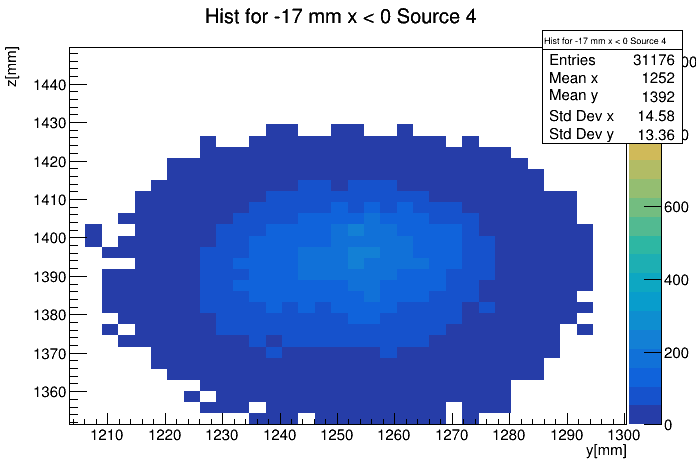 Hist for -17 mm x < 0 Source 4
z[mm]
Hist for -17 mm x < 0 Source 4
Entries 31176
Mean x 1252
Mean y 1392
Std Dev x 14.58
Std Dev y 13.36
1440
1430
1420
1410
1400
1390
1380
1370
1360
600
400
200
0
1210 1220 1230 1240 1250 1260 1270 1280 1290 1300
y[mm]